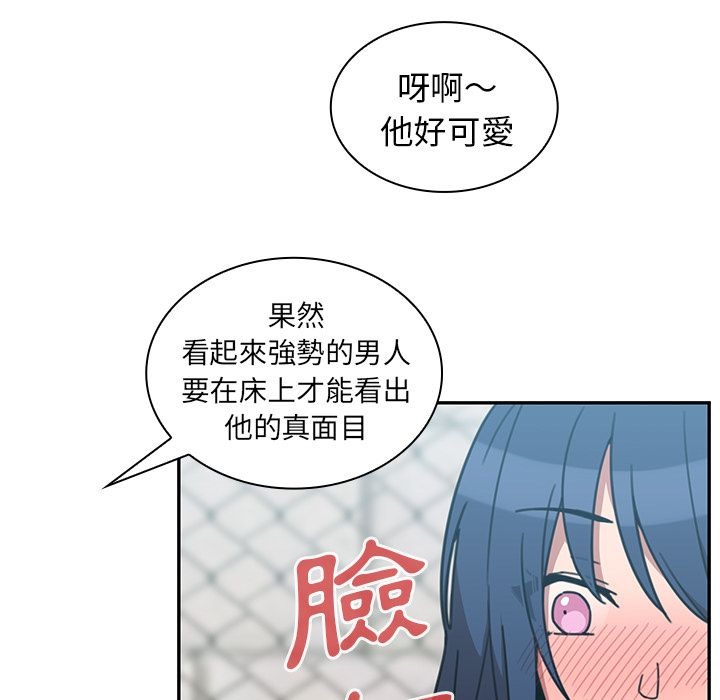 呀啊～
他好可愛
果然
看起來強勢的男人
要在床上才能看出
他的真面目
臉